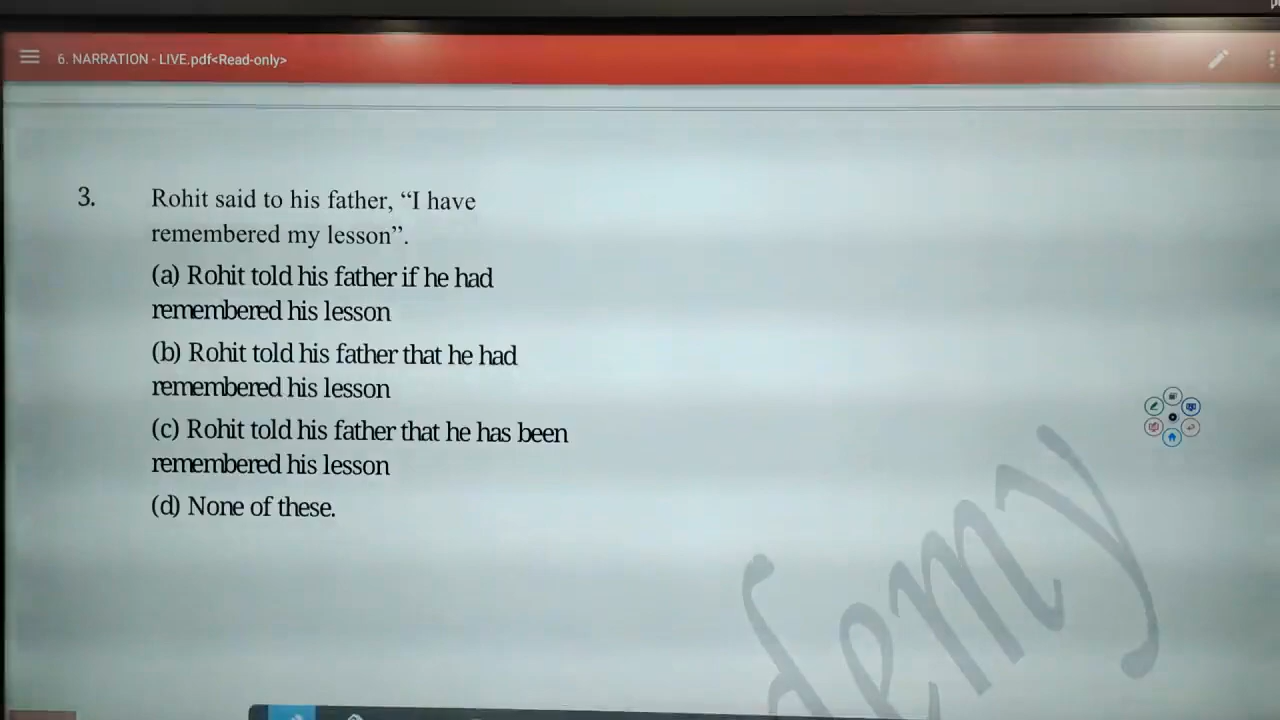 6. NARRATION - LIVE.pdf<Read-only>
3. Rohit said to his father, “I have
remembered my lesson”.
(a) Rohit told his father if he had
remembered his lesson
(b) Rohit told his father that he had
remembered his lesson
(c) Rohit told his father that he has been
remembered his lesson
(d) None of these.
demy